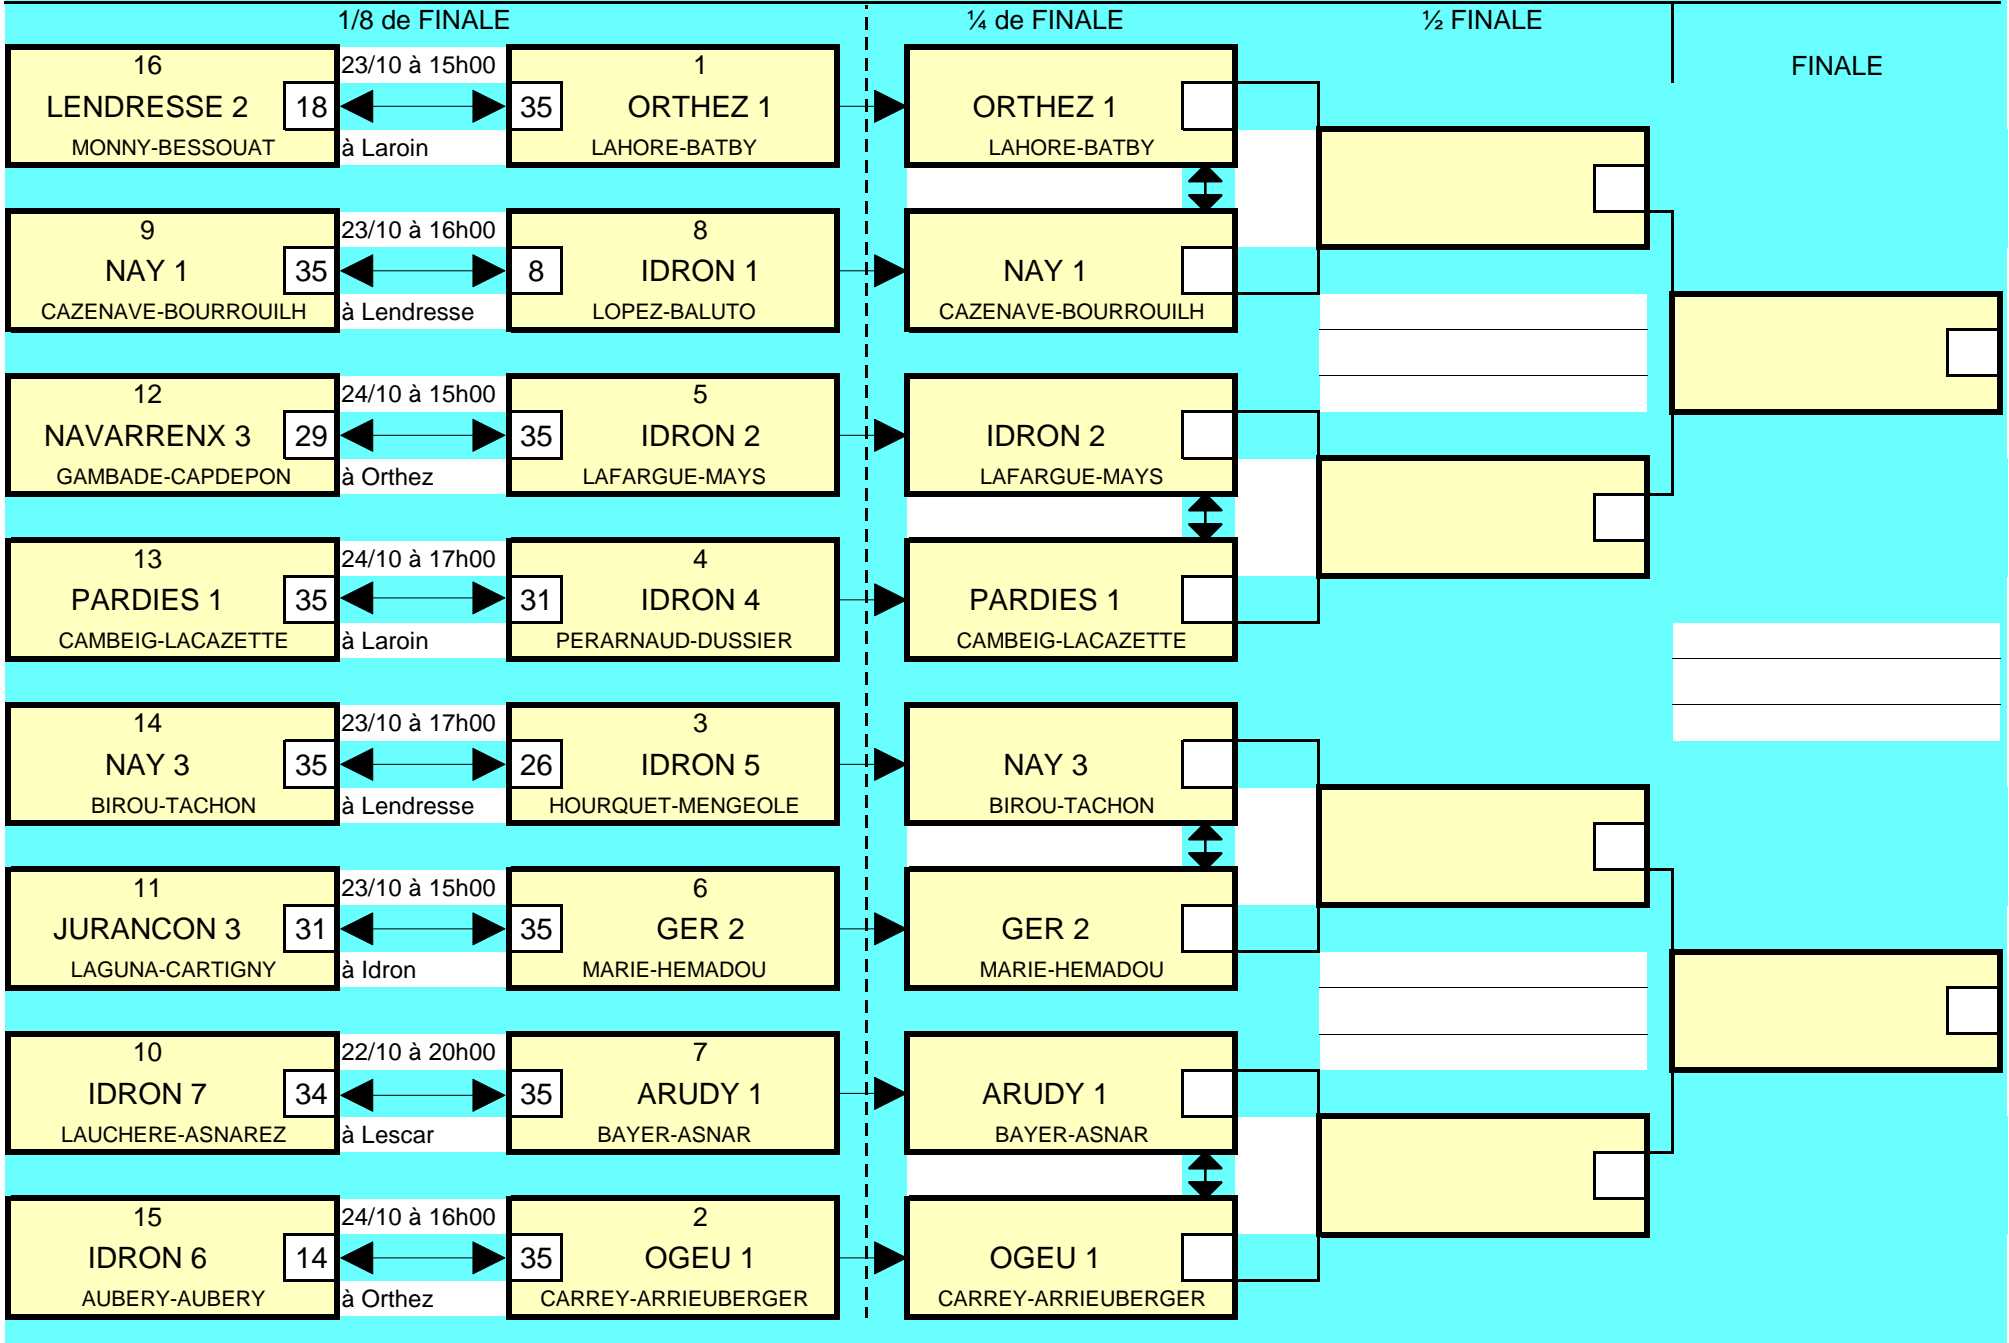 1/8 de FINALE
¼ de FINALE
½ FINALE
FINALE
16
LENDRESSE 2
18
MONNY-BESSOUAT
23/10 à 15h00
à Laroin
1
35
ORTHEZ 1
LAHORE-BATBY
ORTHEZ 1
LAHORE-BATBY
9
NAY 1
35
CAZENAVE-BOURROUILH
23/10 à 16h00
à Lendresse
8
8
IDRON 1
LOPEZ-BALUTO
NAY 1
CAZENAVE-BOURROUILH
12
NAVARRENX 3
29
GAMBADE-CAPDEPON
24/10 à 15h00
à Orthez
5
35
IDRON 2
LAFARGUE-MAYS
IDRON 2
LAFARGUE-MAYS
13
PARDIES 1
35
CAMBEIG-LACAZETTE
24/10 à 17h00
à Laroin
4
31
IDRON 4
PERARNAUD-DUSSIER
PARDIES 1
CAMBEIG-LACAZETTE
14
NAY 3
35
BIROU-TACHON
23/10 à 17h00
à Lendresse
3
26
IDRON 5
HOURQUET-MENGEOLE
NAY 3
BIROU-TACHON
11
JURANCON 3
31
LAGUNA-CARTIGNY
23/10 à 15h00
à Idron
6
35
GER 2
MARIE-HEMADOU
GER 2
MARIE-HEMADOU
10
IDRON 7
34
LAUCHERE-ASNAREZ
22/10 à 20h00
à Lescar
7
35
ARUDY 1
BAYER-ASNAR
ARUDY 1
BAYER-ASNAR
15
IDRON 6
14
AUBERY-AUBERY
24/10 à 16h00
à Orthez
2
35
OGEU 1
CARREY-ARRIEUBERGER
OGEU 1
CARREY-ARRIEUBERGER